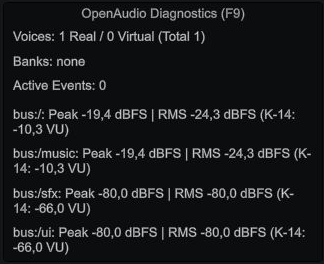 OpenAudio Diagnostics (F9)
Voices: 1 Real / 0 Virtual (Total 1)
Banks: none
Active Events: 0
bus:/: Peak -19,4 dBFS | RMS -24,3 dBFS (K-14:
-10,3 VU)
bus:/music: Peak -19,4 dBFS | RMS -24,3 dBFS (K-
14: -10,3 VU)
bus:/sfx: Peak -80,0 dBFS | RMS -80,0 dBFS (K-
14: -66,0 VU)
bus:/ui: Peak -80,0 dBFS | RMS -80,0 dBFS (K-14:
-66,0 VU)